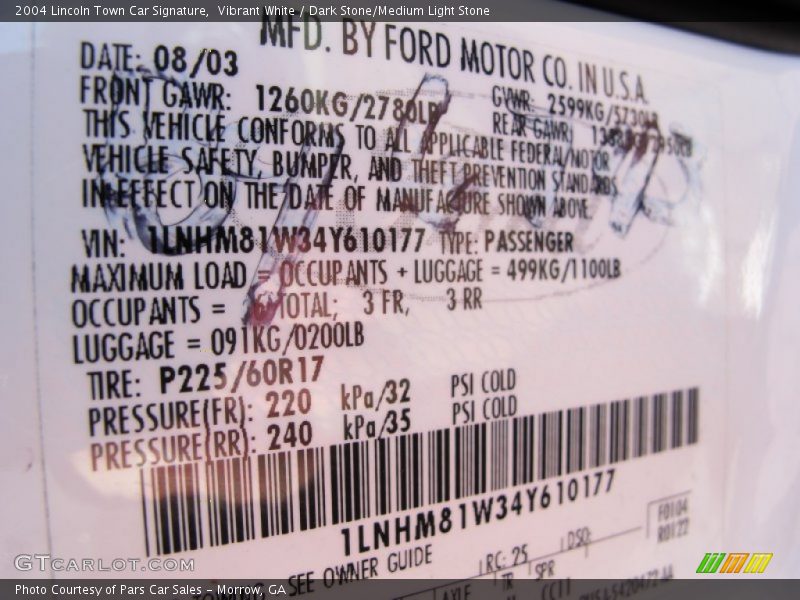 2004 Lincoln Town Car Signature, Vibrant White / Dark Stone/Medium Light Stone
MFD. BY FORD MOTOR CO. IN U.S.A.
DATE: 08/03 GVWR: 2599KG/5730LB
FRONT GAWR: 1260KG/2780LB REAR GAWR:
THIS VEHICLE CONFORMS TO ALL APPLICABLE FEDERAL MOTOR
VEHICLE SAFETY, BUMPER, AND THEFT PREVENTION STANDARDS
IN EFFECT ON THE DATE OF MANUFACTURE SHOWN ABOVE.
VIN: 1LNHM81W34Y610177 TYPE: PASSENGER
MAXIMUM LOAD = OCCUPANTS + LUGGAGE = 499KG/1100LB
OCCUPANTS = 6 TOTAL; 3 FR, 3 RR
LUGGAGE = 091KG/0200LB
TIRE: P225/60R17
PRESSURE(FR): 220 kPa/32 PSI COLD
PRESSURE(RR): 240 kPa/35 PSI COLD
1LNHM81W34Y610177
F0104
R0122
SEE OWNER GUIDE RC: 25 DSO:
AXLE TR SPR
GTCARLOT.COM
Photo Courtesy of Pars Car Sales - Morrow, GA